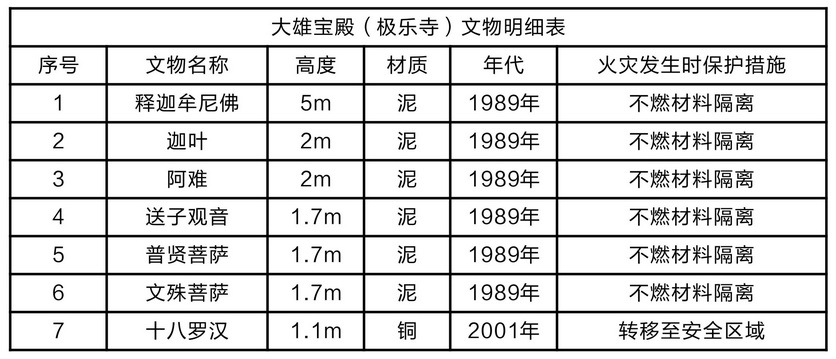 大雄宝殿（极乐寺）文物明细表
序号 文物名称 高度 材质 年代 火灾发生时保护措施
1 释迦牟尼佛 5m 泥 1989年 不燃材料隔离
2 迦叶 2m 泥 1989年 不燃材料隔离
3 阿难 2m 泥 1989年 不燃材料隔离
4 送子观音 1.7m 泥 1989年 不燃材料隔离
5 普贤菩萨 1.7m 泥 1989年 不燃材料隔离
6 文殊菩萨 1.7m 泥 1989年 不燃材料隔离
7 十八罗汉 1.1m 铜 2001年 转移至安全区域